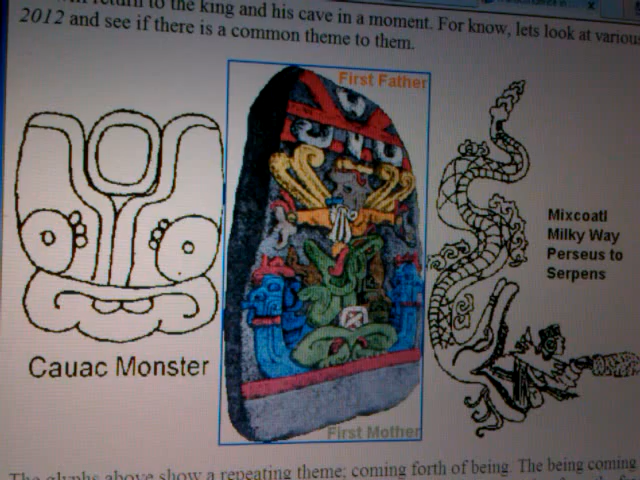 will return to the king and his cave in a moment. For know, lets look at various
2012 and see if there is a common theme to them.
First Father
Mixcoatl
Milky Way
Perseus to
Serpens
Cauac Monster
First Mother
The glyphs above show a repeating theme: coming forth of being. The being coming